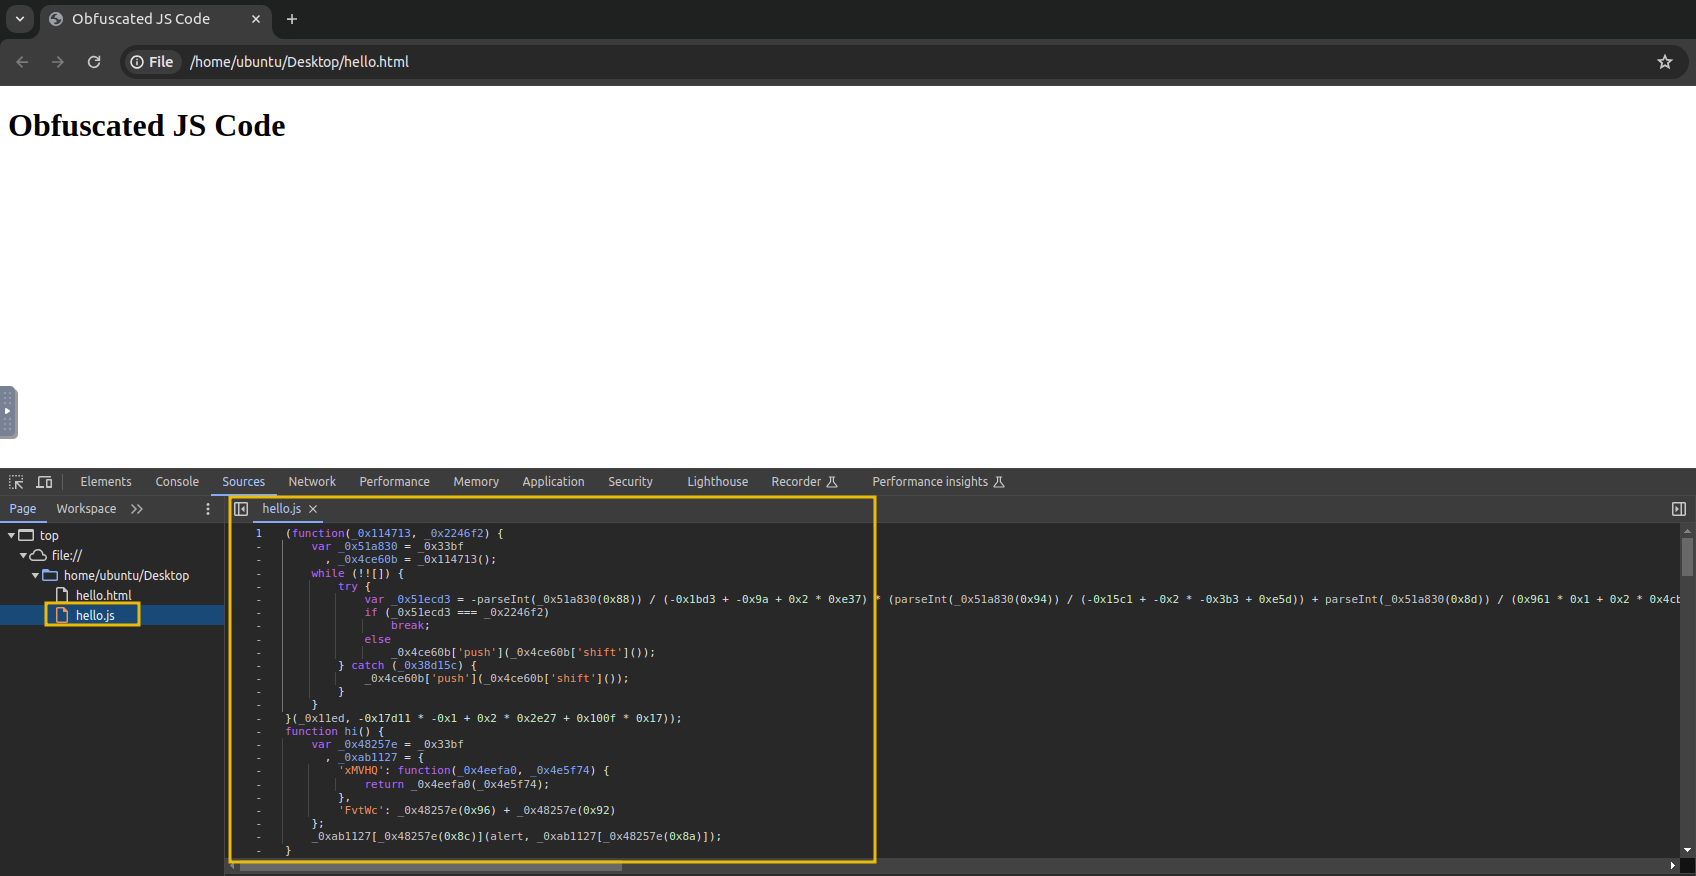 Obfuscated JS Code
File /home/ubuntu/Desktop/hello.html
Obfuscated JS Code
Elements Console Sources Network Performance Memory Application Security Lighthouse Recorder Performance insights
Page Workspace
hello.js
top
file://
home/ubuntu/Desktop
hello.html
hello.js
1 (function(_0x114713, _0x2246f2) {
- var _0x51a830 = _0x33bf
- , _0x4ce60b = _0x114713();
- while (!![]) {
- try {
- var _0x51ecd3 = -parseInt(_0x51a830(0x88)) / (-0x1bd3 + -0x9a + 0x2 * 0xe37) * (parseInt(_0x51a830(0x94)) / (-0x15c1 + -0x2 * -0x3b3 + 0xe5d)) + parseInt(_0x51a830(0x8d)) / (0x961 * 0x1 + 0x2 * 0x4cb
- if (_0x51ecd3 === _0x2246f2)
- break;
- else
- _0x4ce60b['push'](_0x4ce60b['shift']());
- } catch (_0x38d15c) {
- _0x4ce60b['push'](_0x4ce60b['shift']());
- }
- }
- }(_0x11ed, -0x17d11 * -0x1 + 0x2 * 0x2e27 + 0x100f * 0x17));
- function hi() {
- var _0x48257e = _0x33bf
- , _0xab1127 = {
- 'xMVHQ': function(_0x4eefa0, _0x4e5f74) {
- return _0x4eefa0(_0x4e5f74);
- },
- 'FvtWc': _0x48257e(0x96) + _0x48257e(0x92)
- };
- _0xab1127[_0x48257e(0x8c)](alert, _0xab1127[_0x48257e(0x8a)]);
- }